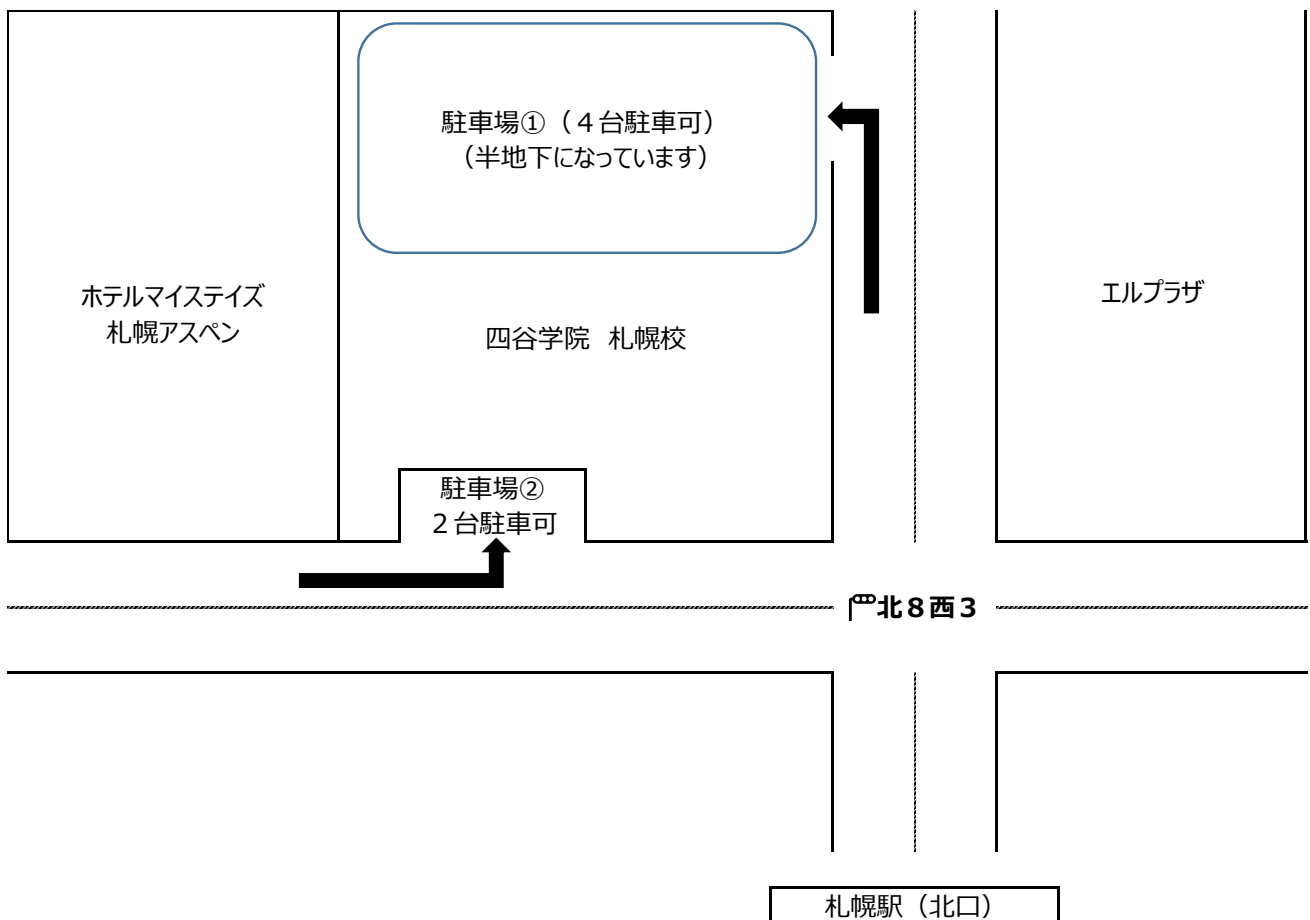 駐車場①（４台駐車可）
（半地下になっています）
ホテルマイステイズ
札幌アスペン
四谷学院 札幌校
エルプラザ
駐車場②
２台駐車可
北８西３
札幌駅（北口）